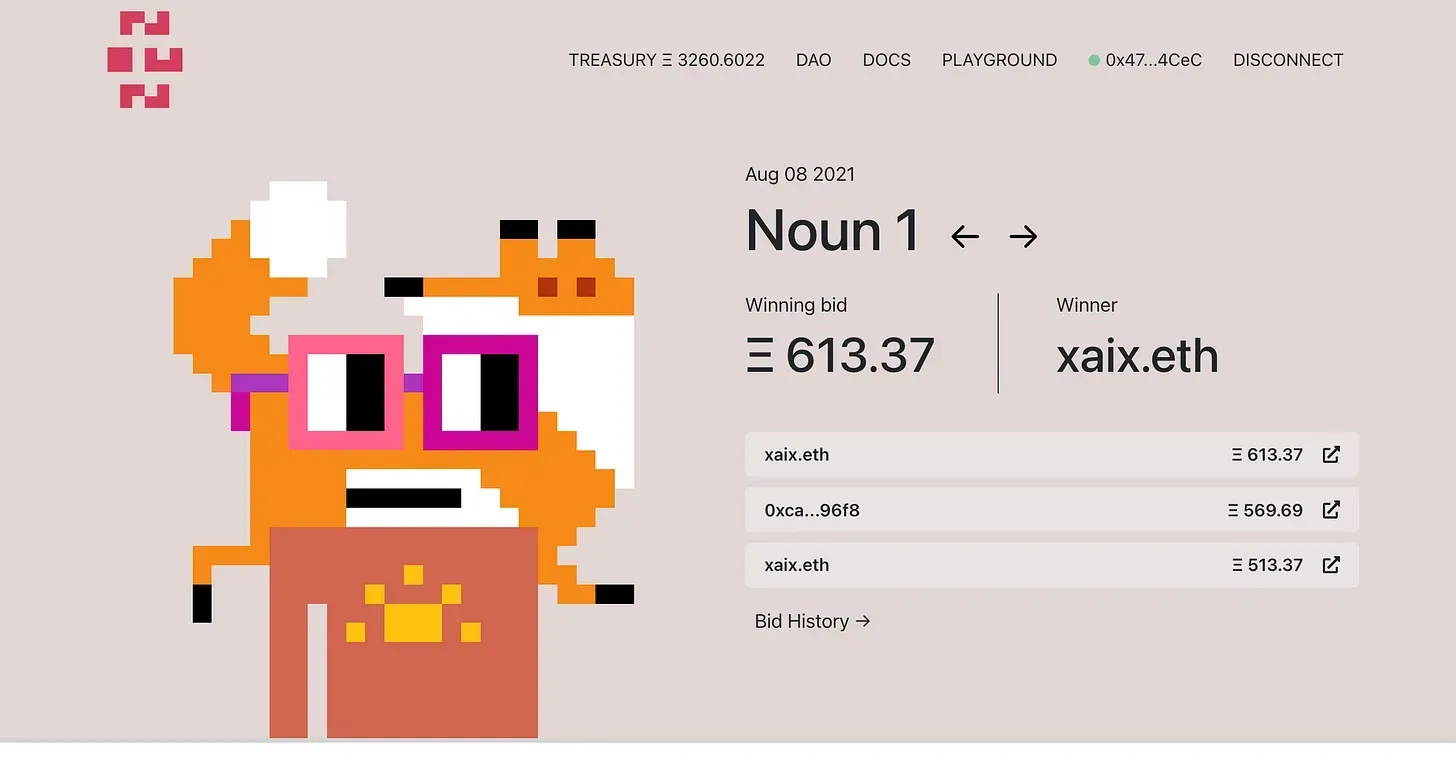 TREASURY Ξ 3260.6022 DAO DOCS PLAYGROUND 0x47...4CeC DISCONNECT
Aug 08 2021
Noun 1 ← →
Winning bid Winner
Ξ 613.37 xaix.eth
xaix.eth Ξ 613.37
0xca...96f8 Ξ 569.69
xaix.eth Ξ 513.37
Bid History →